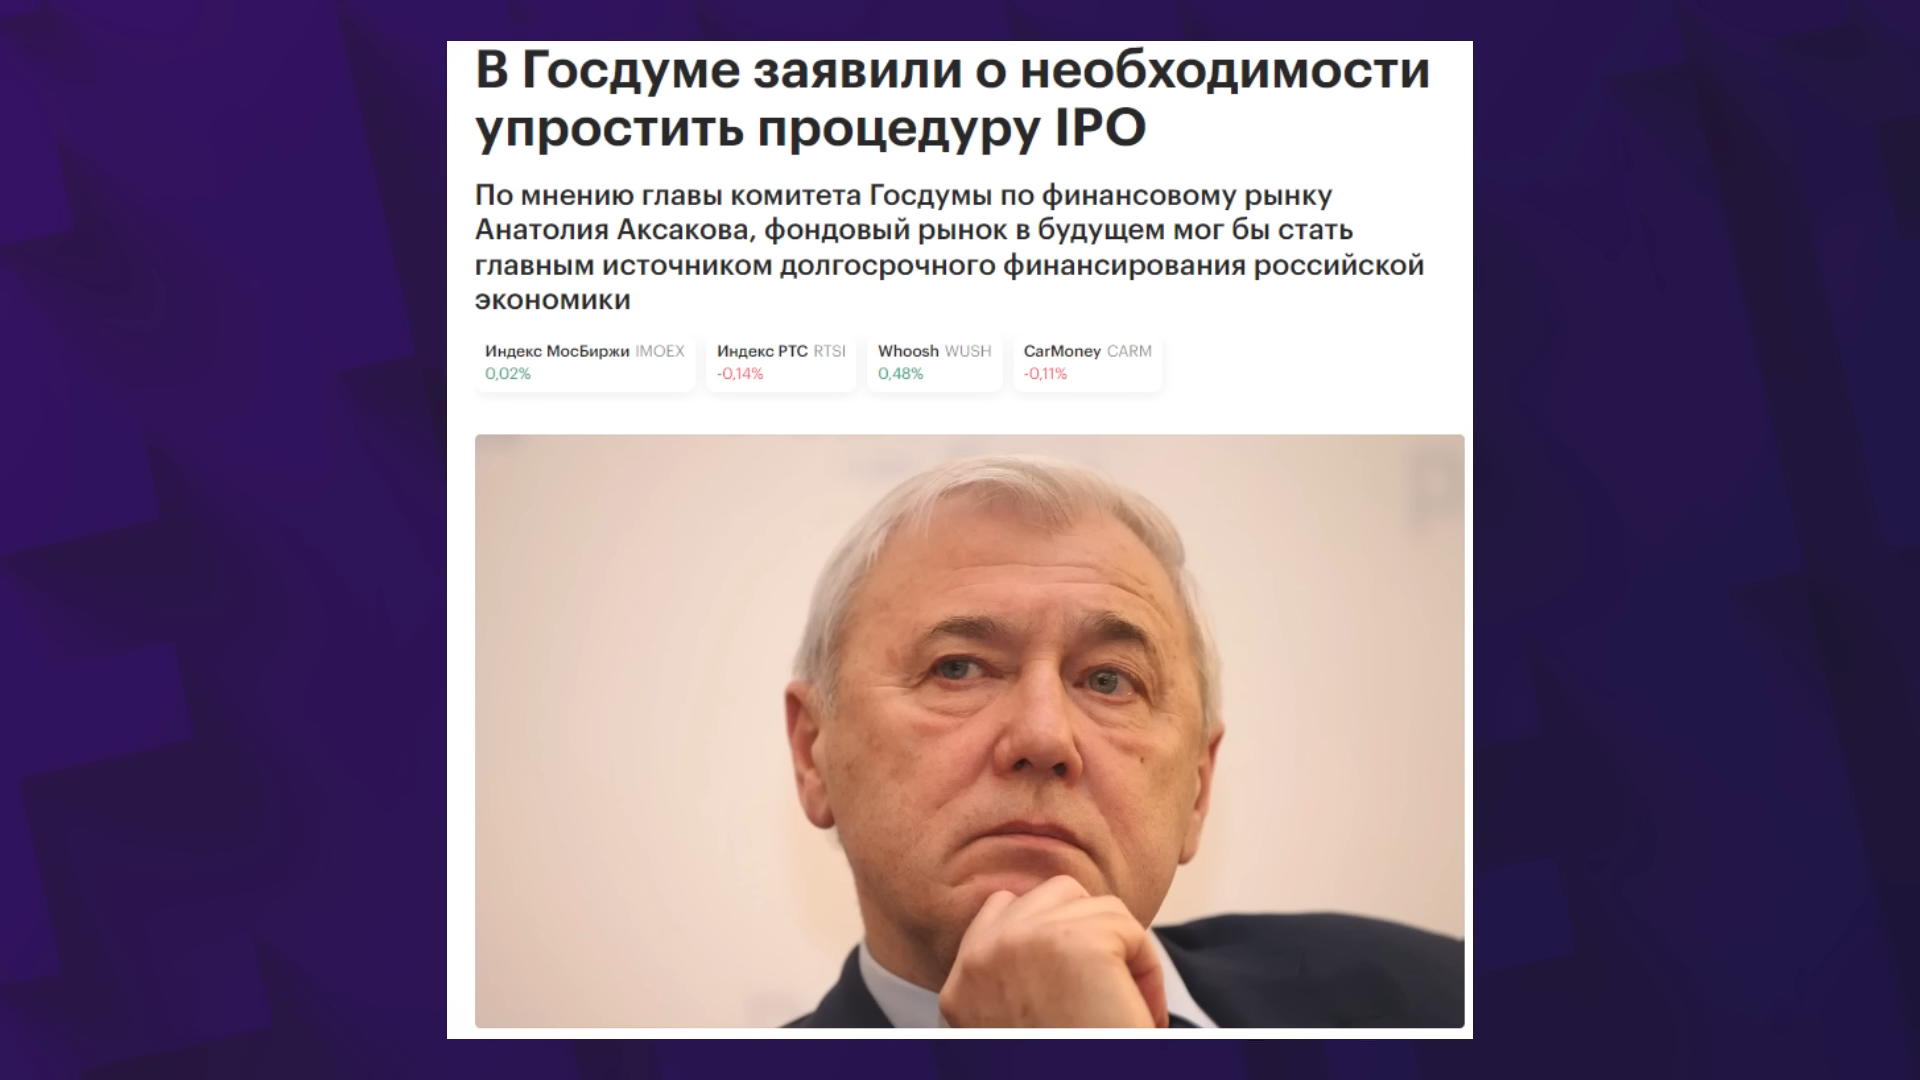 В Госдуме заявили о необходимости
упростить процедуру IPO
По мнению главы комитета Госдумы по финансовому рынку
Анатолия Аксакова, фондовый рынок в будущем мог бы стать
главным источником долгосрочного финансирования российской
экономики
Индекс МосБиржи IMOEX
0,02%
Индекс РТС RTSI
-0,14%
Whoosh WUSH
0,48%
CarMoney CARM
-0,11%